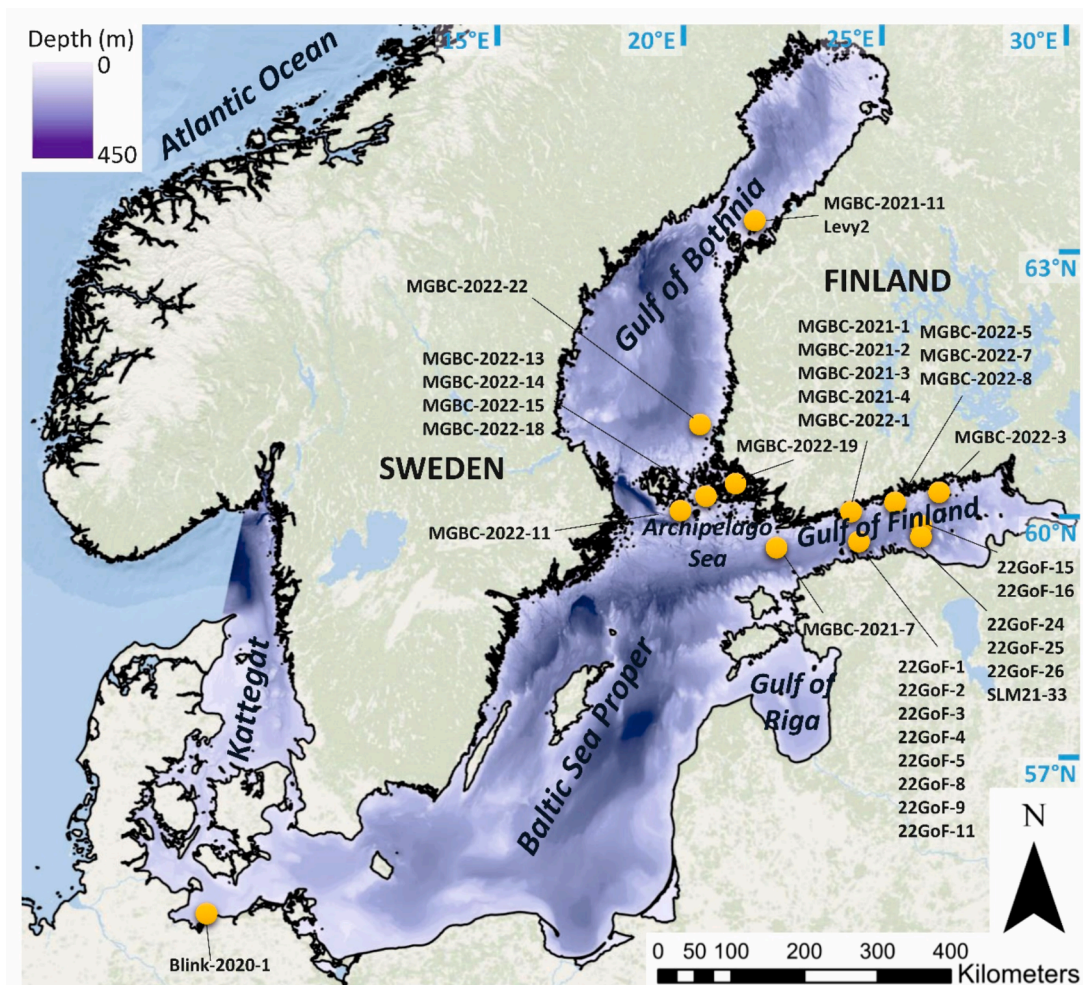 Depth (m)
0
450
15°E
20°E
25°E
30°E
Atlantic Ocean
Gulf of Bothnia
MGBC-2021-11
Levy2
63°N
FINLAND
MGBC-2022-22
MGBC-2021-1
MGBC-2021-2
MGBC-2021-3
MGBC-2021-4
MGBC-2022-1
MGBC-2022-5
MGBC-2022-7
MGBC-2022-8
MGBC-2022-13
MGBC-2022-14
MGBC-2022-15
MGBC-2022-18
MGBC-2022-19
MGBC-2022-3
SWEDEN
MGBC-2022-11
Archipelago
Sea
Gulf of Finland
60°N
22GoF-15
22GoF-16
MGBC-2021-7
22GoF-24
22GoF-25
22GoF-26
SLM21-33
22GoF-1
22GoF-2
22GoF-3
22GoF-4
22GoF-5
22GoF-8
22GoF-9
22GoF-11
Kattegat
Baltic Sea Proper
Gulf of
Riga
57°N
N
Blink-2020-1
0 50 100 200 300 400
Kilometers